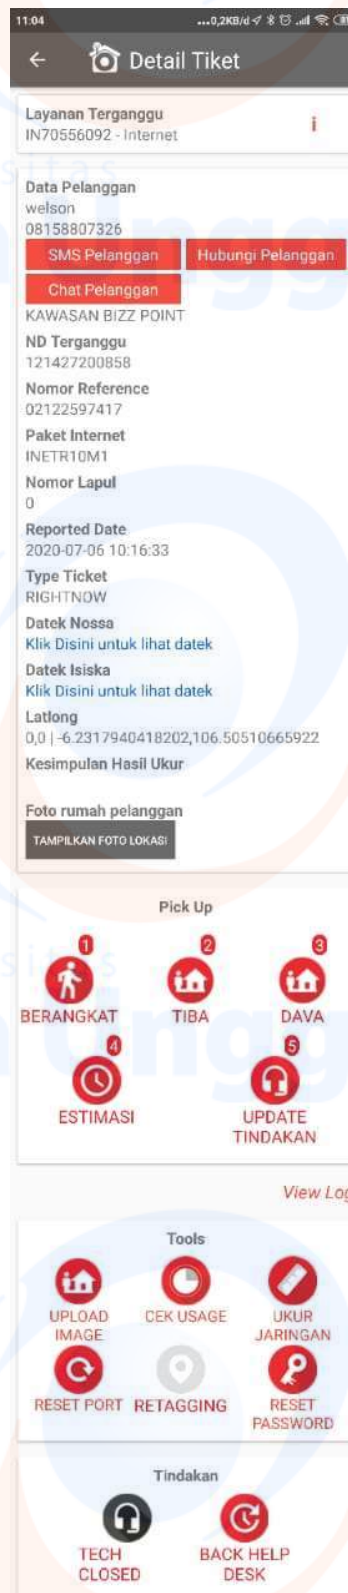 11:04
...0,2KB/d
Detail Tiket
Layanan Terganggu
IN70556092 - Internet
i
Data Pelanggan
welson
08158807326
SMS Pelanggan
Hubungi Pelanggan
Chat Pelanggan
KAWASAN BIZZ POINT
ND Terganggu
121427200858
Nomor Reference
02122597417
Paket Internet
INETR10M1
Nomor Lapul
0
Reported Date
2020-07-06 10:16:33
Type Ticket
RIGHTNOW
Datek Nossa
Klik Disini untuk lihat datek
Datek Isiska
Klik Disini untuk lihat datek
Latlong
0,0 | -6.2317940418202,106.50510665922
Kesimpulan Hasil Ukur
Foto rumah pelanggan
TAMPILKAN FOTO LOKASI
Pick Up
1
BERANGKAT
2
TIBA
3
DAVA
4
ESTIMASI
5
UPDATE
TINDAKAN
View Log
Tools
UPLOAD
IMAGE
CEK USAGE
UKUR
JARINGAN
RESET PORT
RETAGGING
RESET
PASSWORD
Tindakan
TECH
CLOSED
BACK HELP
DESK